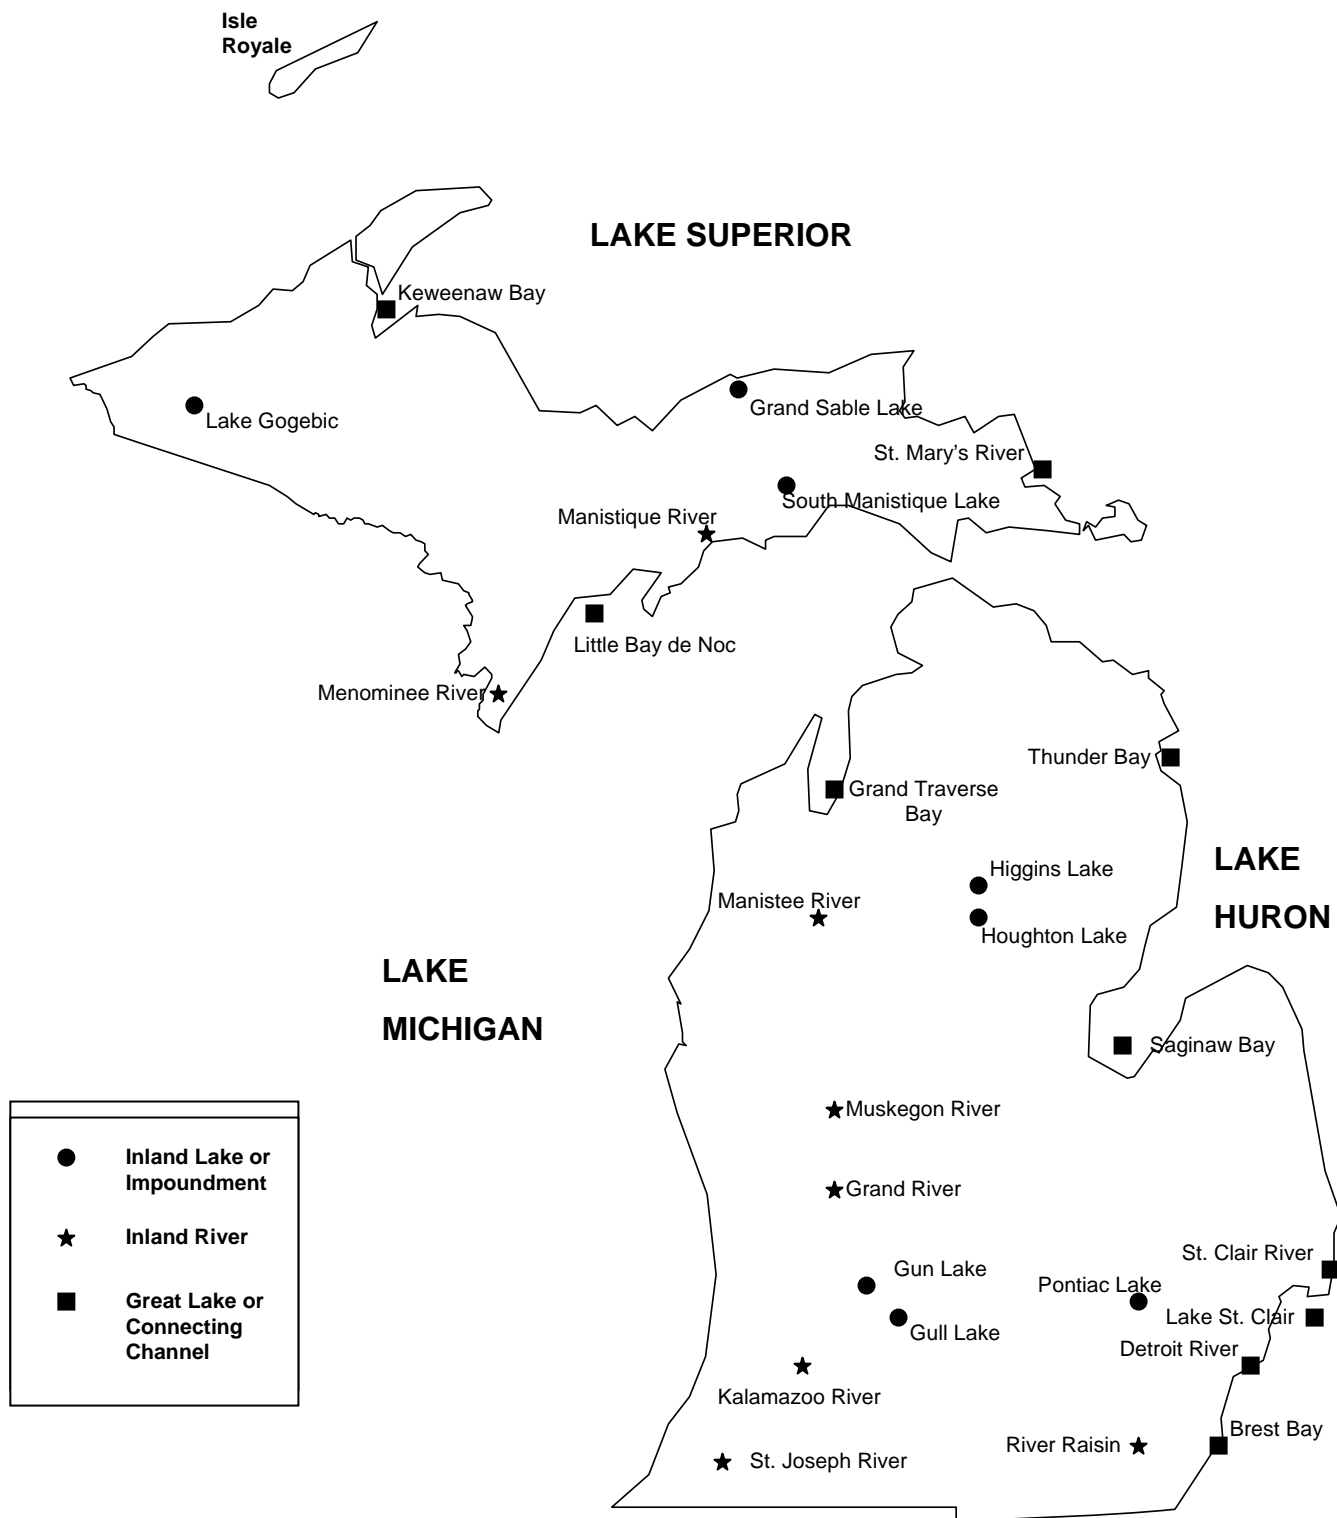 Isle
Royale
LAKE SUPERIOR
Keweenaw Bay
Grand Sable Lake
Lake Gogebic
St. Mary's River
South Manistique Lake
Manistique River
Little Bay de Noc
Menominee River
Thunder Bay
Grand Traverse
Bay
LAKE
HURON
Higgins Lake
Manistee River
Houghton Lake
LAKE
MICHIGAN
Saginaw Bay
Muskegon River
Grand River
Inland Lake or
Impoundment
Inland River
Great Lake or
Connecting
Channel
St. Clair River
Gun Lake
Pontiac Lake
Lake St. Clair
Gull Lake
Detroit River
Kalamazoo River
Brest Bay
River Raisin
St. Joseph River